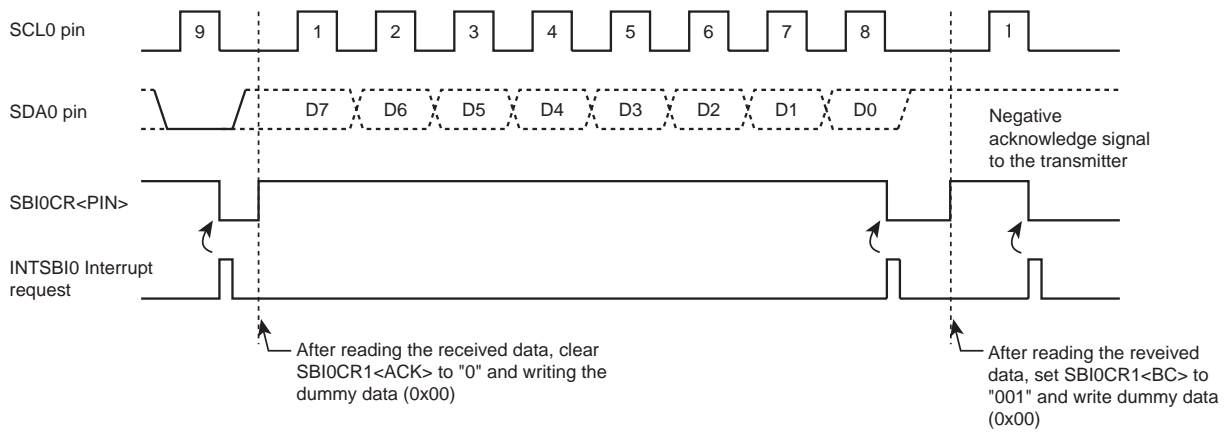 SCL0 pin
9 1 2 3 4 5 6 7 8 1
SDA0 pin
D7 D6 D5 D4 D3 D2 D1 D0
Negative
acknowledge signal
to the transmitter
SBI0CR<PIN>
INTSBI0 Interrupt
request
After reading the received data, clear
SBI0CR1<ACK> to "0" and writing the
dummy data (0x00)
After reading the reveived
data, set SBI0CR1<BC> to
"001" and write dummy data
(0x00)